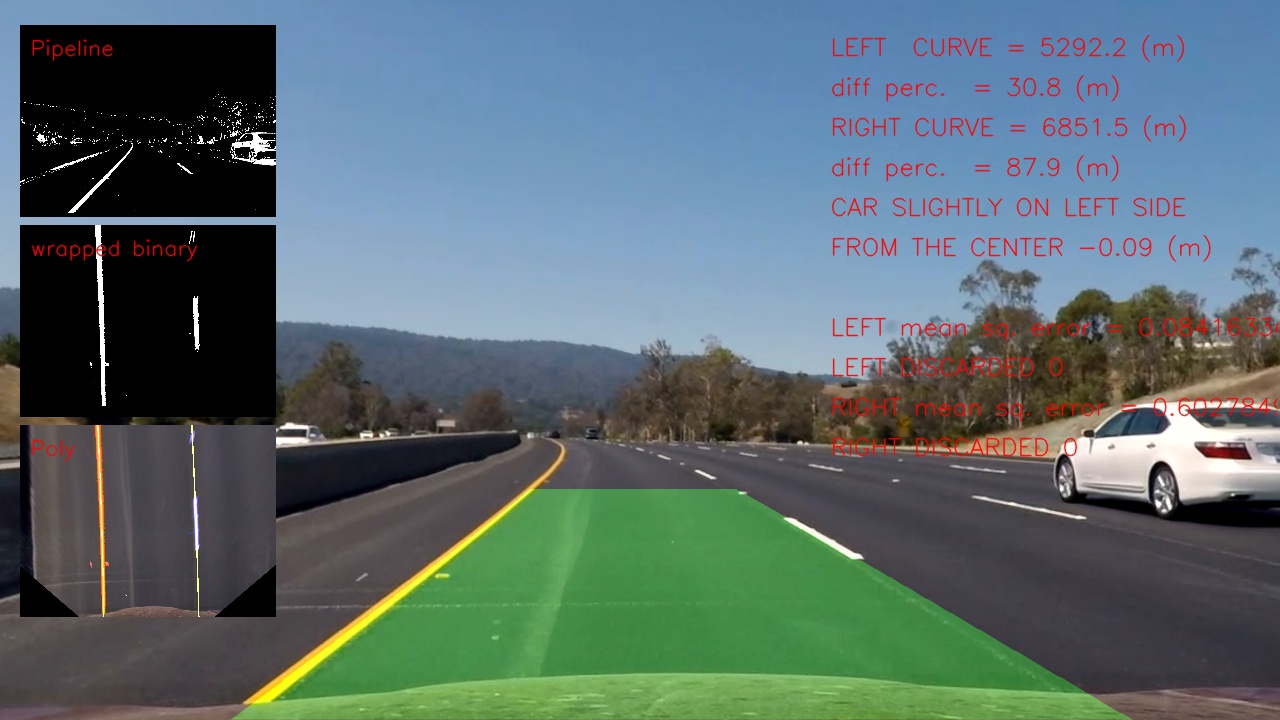 Pipeline
wrapped binary
Poly
LEFT  CURVE = 5292.2 (m)
diff perc.  = 30.8 (m)
RIGHT CURVE = 6851.5 (m)
diff perc.  = 87.9 (m)
CAR SLIGHTLY ON LEFT SIDE
FROM THE CENTER -0.09 (m)
LEFT mean sq. error = 0.0841633
LEFT DISCARDED 0
RIGHT mean sq. error = 0.602784
RIGHT DISCARDED 0